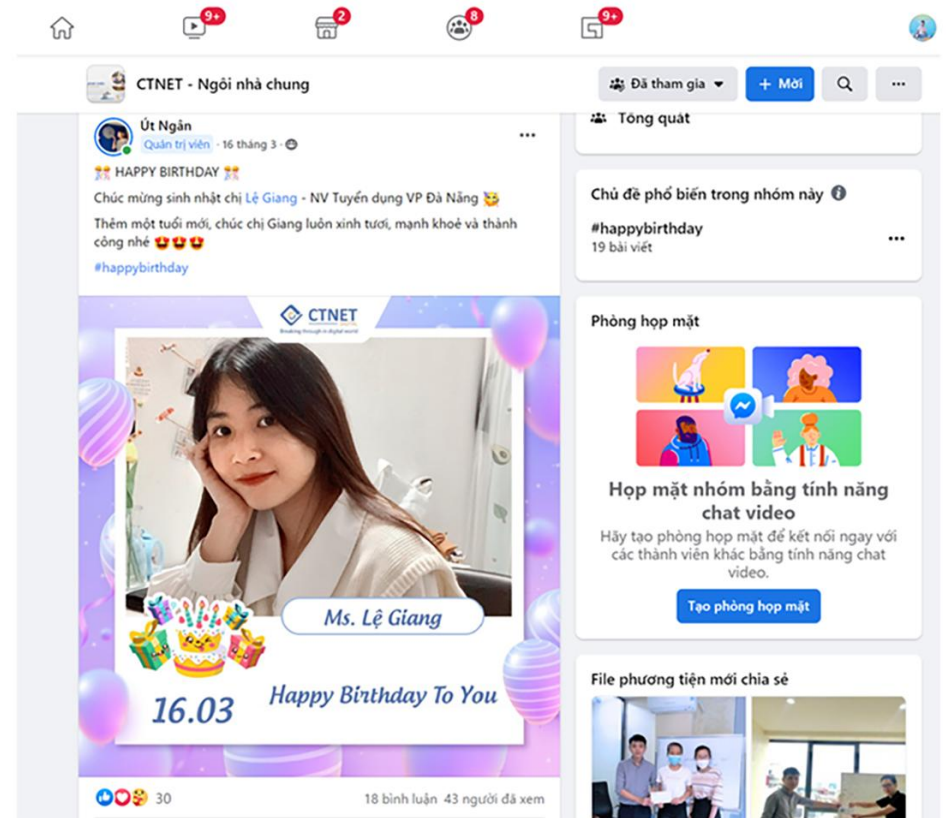 9+
2
8
9+
CTNET - Ngôi nhà chung
Đã tham gia
+ Mời
Út Ngân
Quản trị viên · 16 tháng 3 ·
HAPPY BIRTHDAY
Chúc mừng sinh nhật chị Lệ Giang - NV Tuyển dụng VP Đà Nẵng
Thêm một tuổi mới, chúc chị Giang luôn xinh tươi, mạnh khoẻ và thành
công nhé
#happybirthday
CTNET
Breaking through in digital world
Ms. Lệ Giang
16.03
Happy Birthday To You
30
18 bình luận 43 người đã xem
Tổng quát
Chủ đề phổ biến trong nhóm này
#happybirthday
19 bài viết
Phòng họp mặt
Họp mặt nhóm bằng tính năng
chat video
Hãy tạo phòng họp mặt để kết nối ngay với
các thành viên khác bằng tính năng chat
video.
Tạo phòng họp mặt
File phương tiện mới chia sẻ